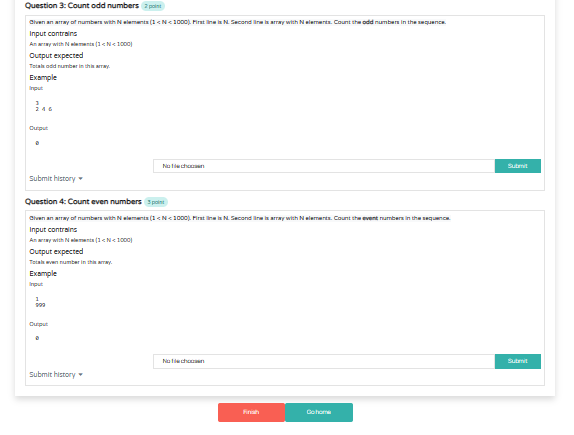 Question 3: Count odd numbers 2 point
Given an array of numbers with N elements (1 < N < 1000). First line is N. Second line is array with N elements. Count the odd numbers in the sequence.
Input contrains
An array with N elements (1 < N < 1000)
Output expected
Totals odd number in this array.
Example
Input
3
2 4 6
Output
0
No file choosen
Submit
Submit history
Question 4: Count even numbers 3 point
Given an array of numbers with N elements (1 < N < 1000). First line is N. Second line is array with N elements. Count the event numbers in the sequence.
Input contrains
An array with N elements (1 < N < 1000)
Output expected
Totals even number in this array.
Example
Input
1
999
Output
0
No file choosen
Submit
Submit history
Finish
Go home